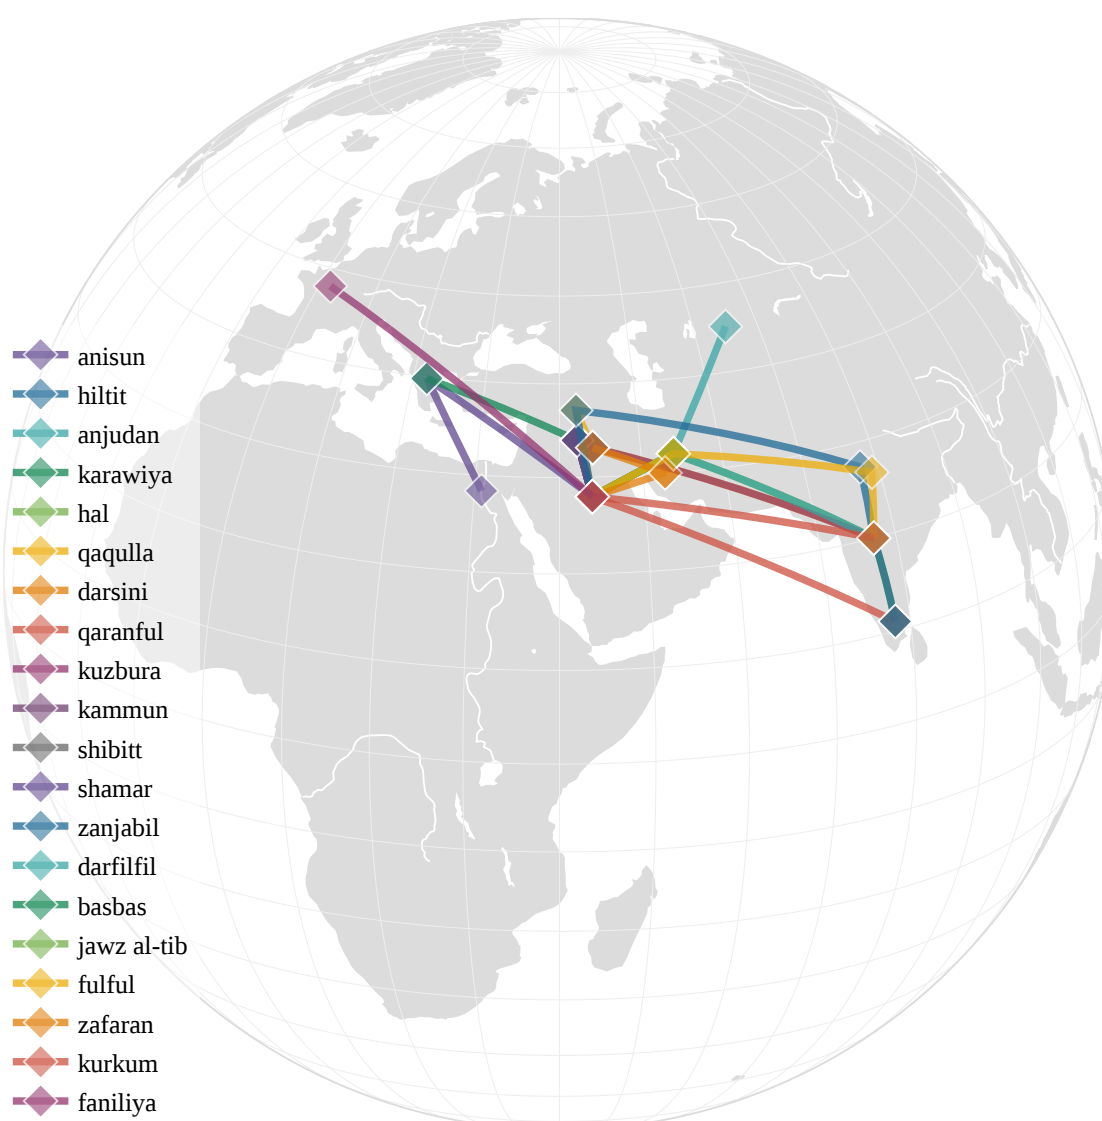 anisun
hiltit
anjudan
karawiya
hal
qaqulla
darsini
qaranful
kuzbura
kammun
shibitt
shamar
zanjabil
darfilfil
basbas
jawz al-tib
fulful
zafaran
kurkum
faniliya